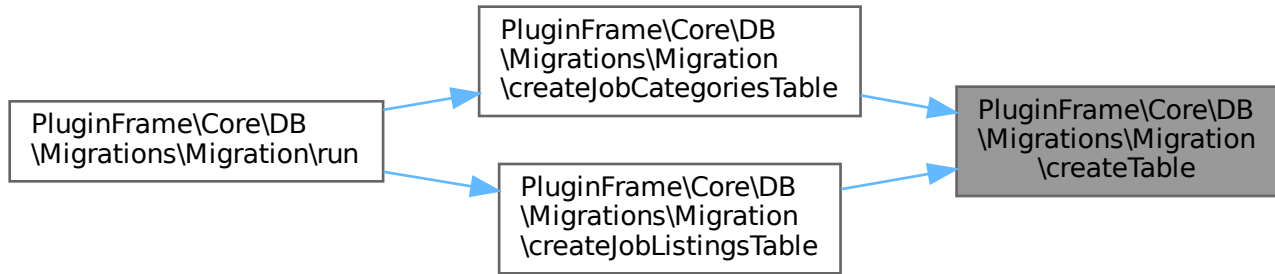 PluginFrame\Core\DB
\Migrations\Migration\run
PluginFrame\Core\DB
\Migrations\Migration
\createJobCategoriesTable
PluginFrame\Core\DB
\Migrations\Migration
\createJobListingsTable
PluginFrame\Core\DB
\Migrations\Migration
\createTable